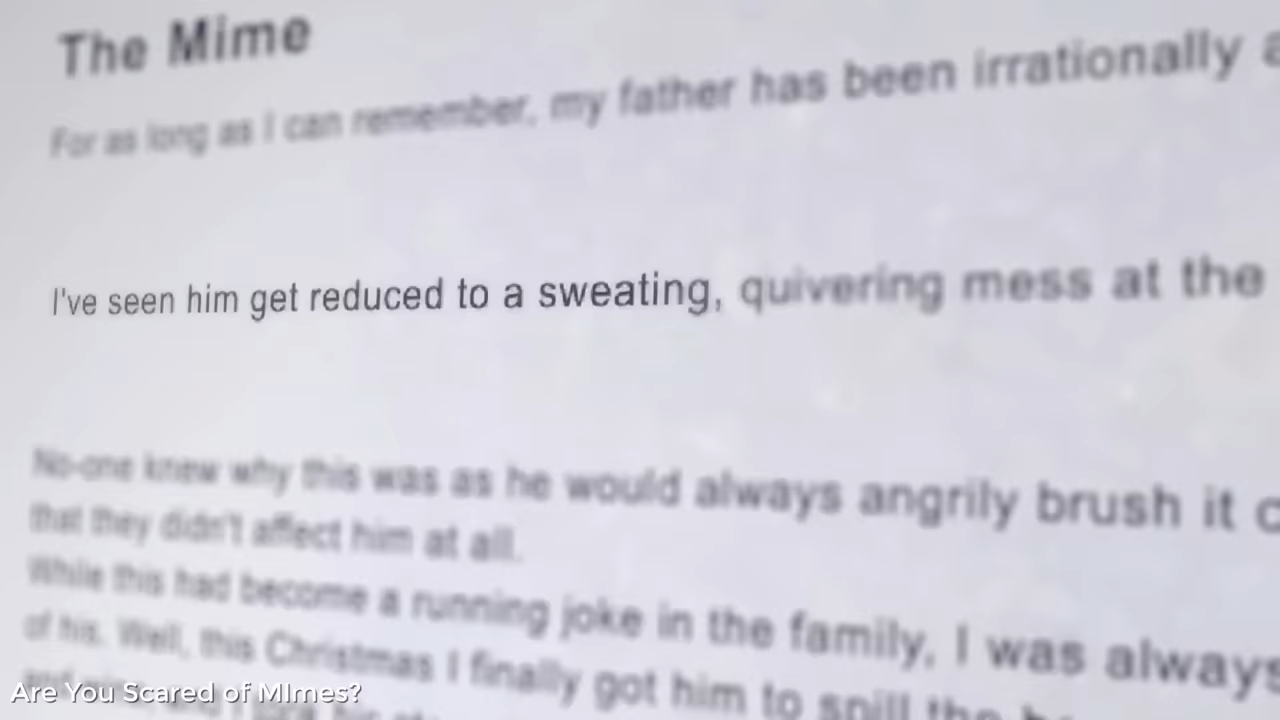 The Mime
For as long as I can remember, my father has been irrationally
I've seen him get reduced to a sweating, quivering mess at the
No-one knew why this was as he would always angrily brush it
that they didn't affect him at all.
While this had become a running joke in the family, I was always
of his. Well, this Christmas I finally got him to spill the
Are You Scared of MImes?